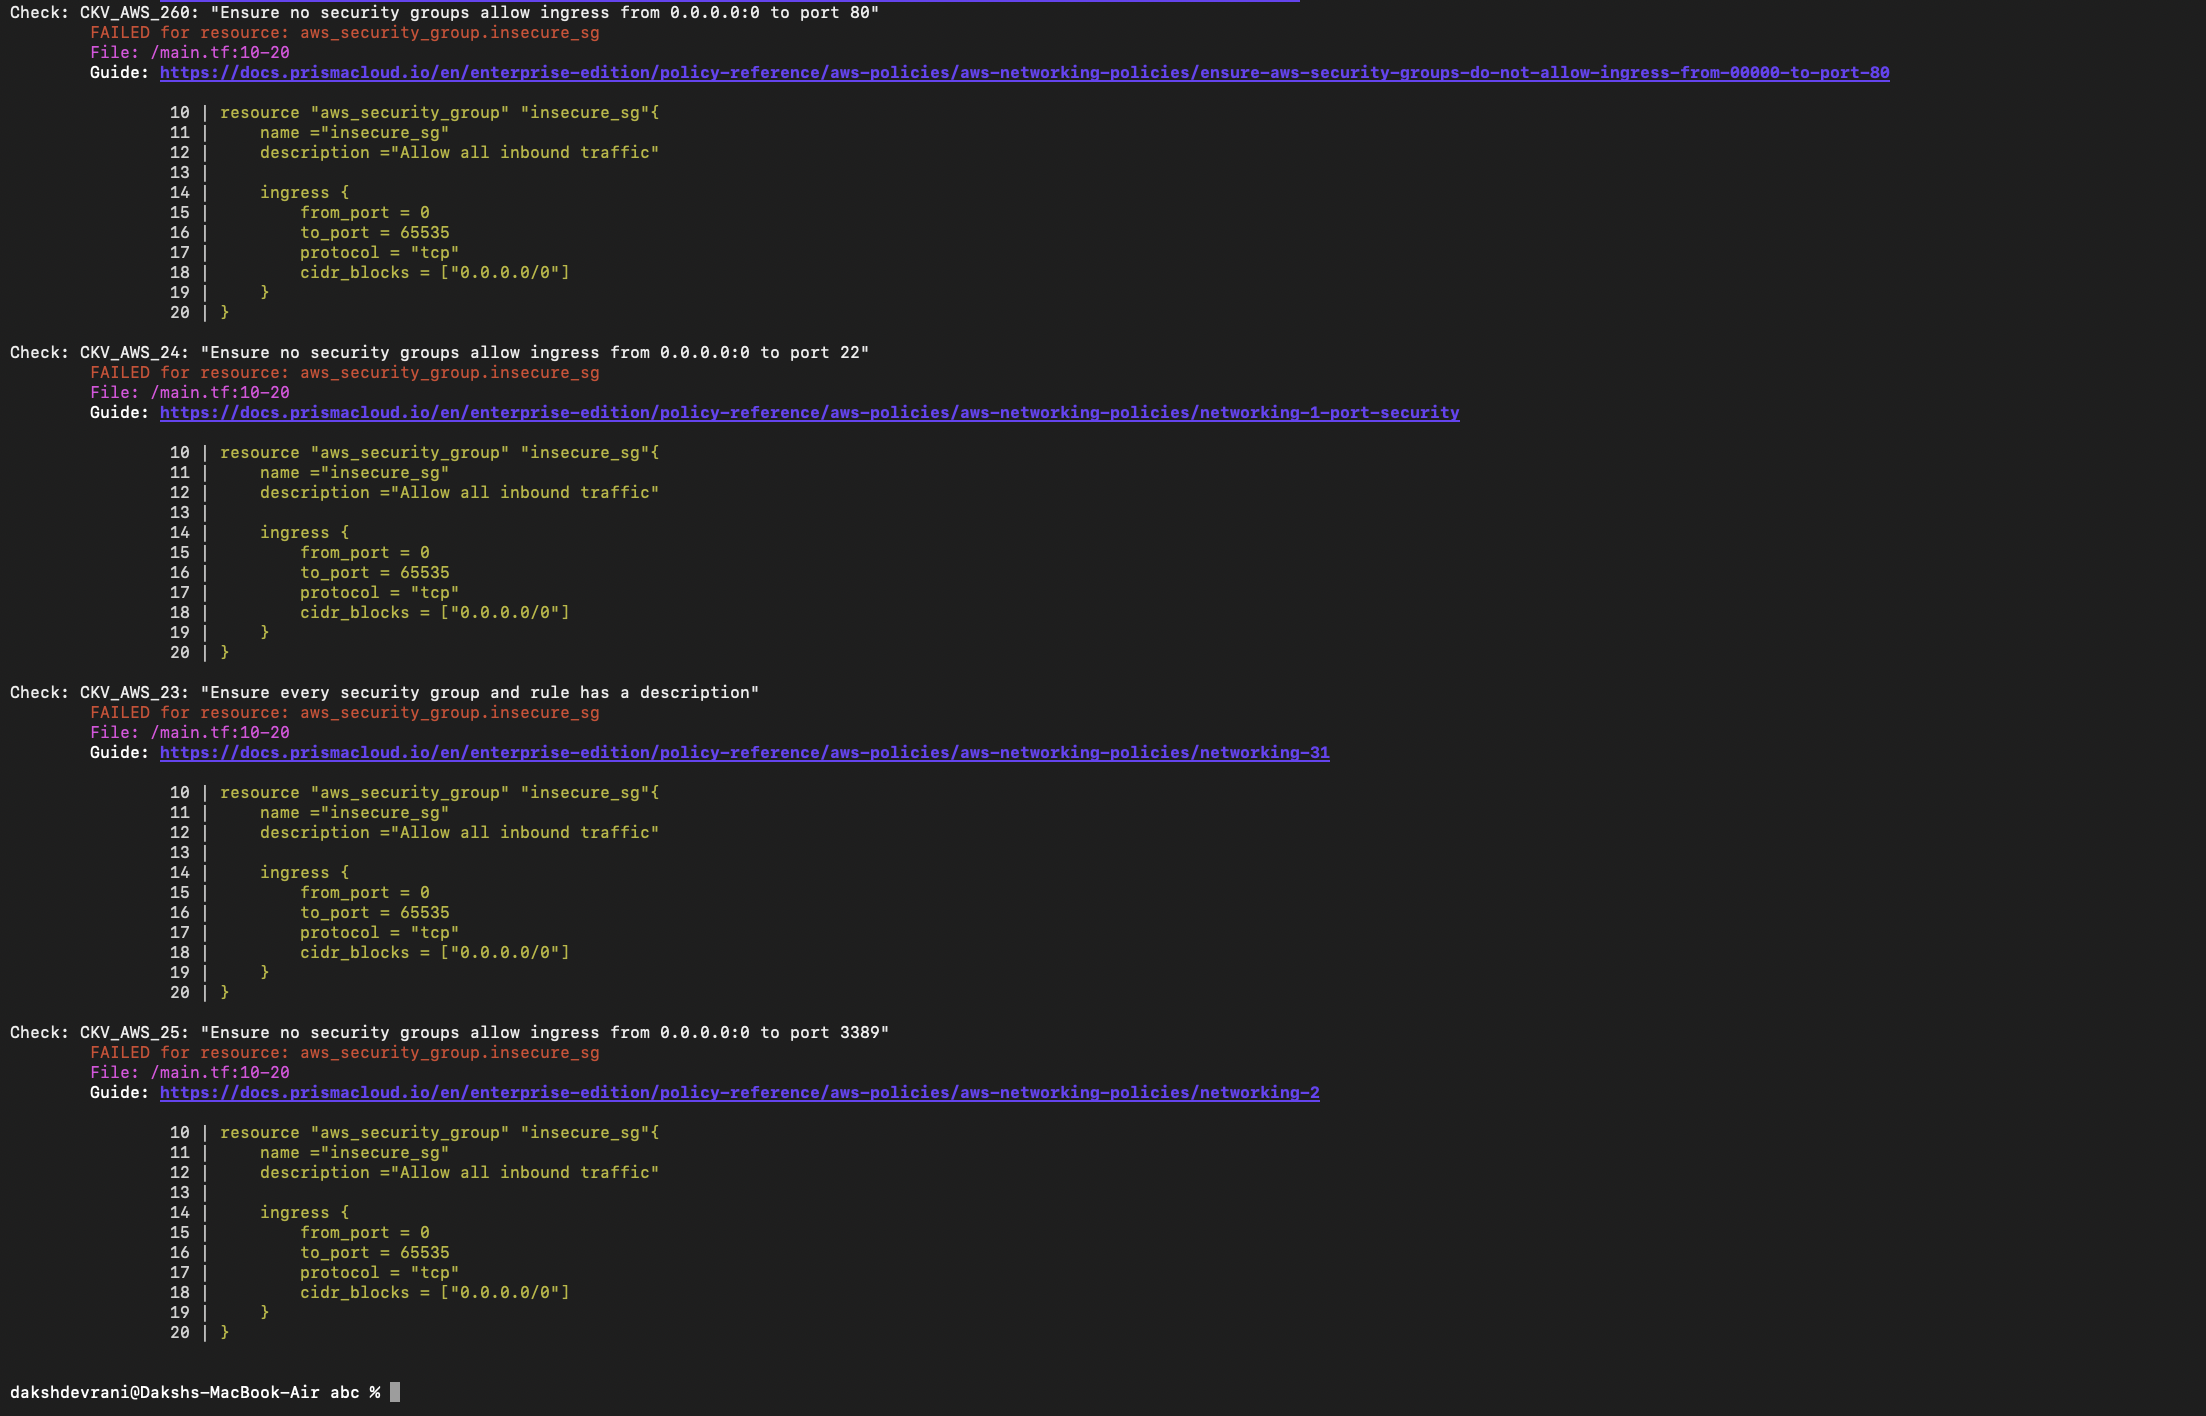 Check: CKV_AWS_260: "Ensure no security groups allow ingress from 0.0.0.0:0 to port 80"
FAILED for resource: aws_security_group.insecure_sg
File: /main.tf:10-20
Guide: https://docs.prismacloud.io/en/enterprise-edition/policy-reference/aws-policies/aws-networking-policies/ensure-aws-security-groups-do-not-allow-ingress-from-00000-to-port-80
10 | resource "aws_security_group" "insecure_sg"{
11 |     name ="insecure_sg"
12 |     description ="Allow all inbound traffic"
13 |
14 |     ingress {
15 |         from_port = 0
16 |         to_port = 65535
17 |         protocol = "tcp"
18 |         cidr_blocks = ["0.0.0.0/0"]
19 |     }
20 | }
Check: CKV_AWS_24: "Ensure no security groups allow ingress from 0.0.0.0:0 to port 22"
FAILED for resource: aws_security_group.insecure_sg
File: /main.tf:10-20
Guide: https://docs.prismacloud.io/en/enterprise-edition/policy-reference/aws-policies/aws-networking-policies/networking-1-port-security
10 | resource "aws_security_group" "insecure_sg"{
11 |     name ="insecure_sg"
12 |     description ="Allow all inbound traffic"
13 |
14 |     ingress {
15 |         from_port = 0
16 |         to_port = 65535
17 |         protocol = "tcp"
18 |         cidr_blocks = ["0.0.0.0/0"]
19 |     }
20 | }
Check: CKV_AWS_23: "Ensure every security group and rule has a description"
FAILED for resource: aws_security_group.insecure_sg
File: /main.tf:10-20
Guide: https://docs.prismacloud.io/en/enterprise-edition/policy-reference/aws-policies/aws-networking-policies/networking-31
10 | resource "aws_security_group" "insecure_sg"{
11 |     name ="insecure_sg"
12 |     description ="Allow all inbound traffic"
13 |
14 |     ingress {
15 |         from_port = 0
16 |         to_port = 65535
17 |         protocol = "tcp"
18 |         cidr_blocks = ["0.0.0.0/0"]
19 |     }
20 | }
Check: CKV_AWS_25: "Ensure no security groups allow ingress from 0.0.0.0:0 to port 3389"
FAILED for resource: aws_security_group.insecure_sg
File: /main.tf:10-20
Guide: https://docs.prismacloud.io/en/enterprise-edition/policy-reference/aws-policies/aws-networking-policies/networking-2
10 | resource "aws_security_group" "insecure_sg"{
11 |     name ="insecure_sg"
12 |     description ="Allow all inbound traffic"
13 |
14 |     ingress {
15 |         from_port = 0
16 |         to_port = 65535
17 |         protocol = "tcp"
18 |         cidr_blocks = ["0.0.0.0/0"]
19 |     }
20 | }
dakshdevrani@Dakshs-MacBook-Air abc %